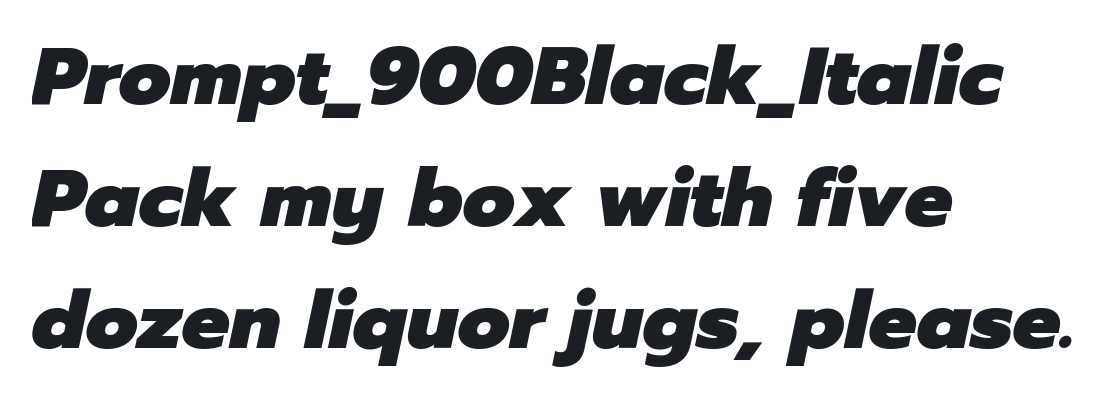 Prompt_900Black_Italic
Pack my box with five
dozen liquor jugs, please.